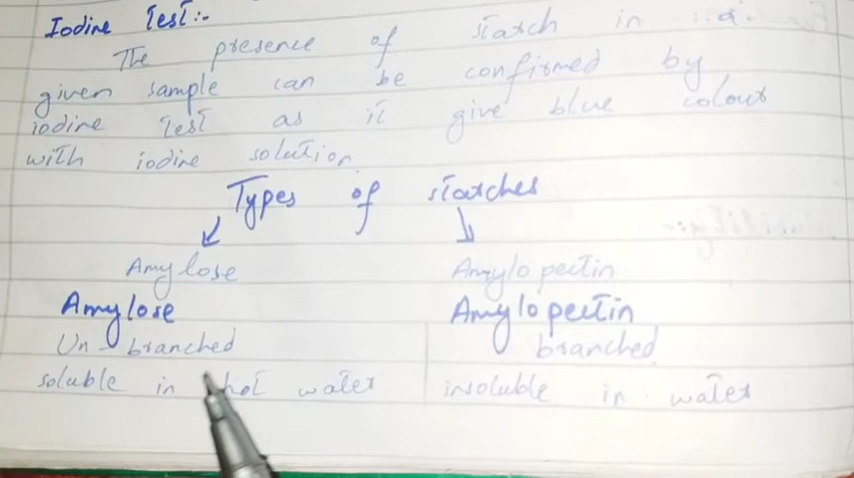 Iodine Test:-
The presence of starch in a
given sample can be confirmed by
iodine test as it give blue colour
with iodine solution.
Types of starches
Amylose Amylopectin
Amylose Amylopectin
Un-branched branched
soluble in hot water insoluble in water